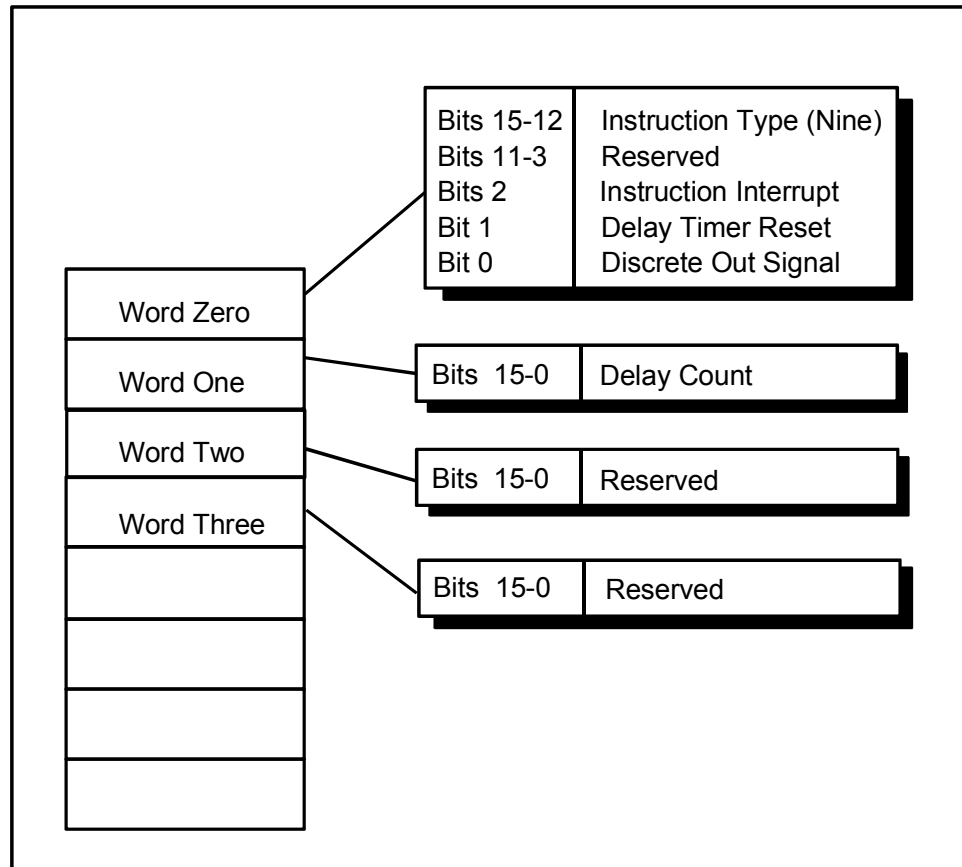 Bits 15-12 Instruction Type (Nine)
Bits 11-3 Reserved
Bits 2 Instruction Interrupt
Bit 1 Delay Timer Reset
Bit 0 Discrete Out Signal
Word Zero
Word One
Bits 15-0 Delay Count
Word Two
Bits 15-0 Reserved
Word Three
Bits 15-0 Reserved